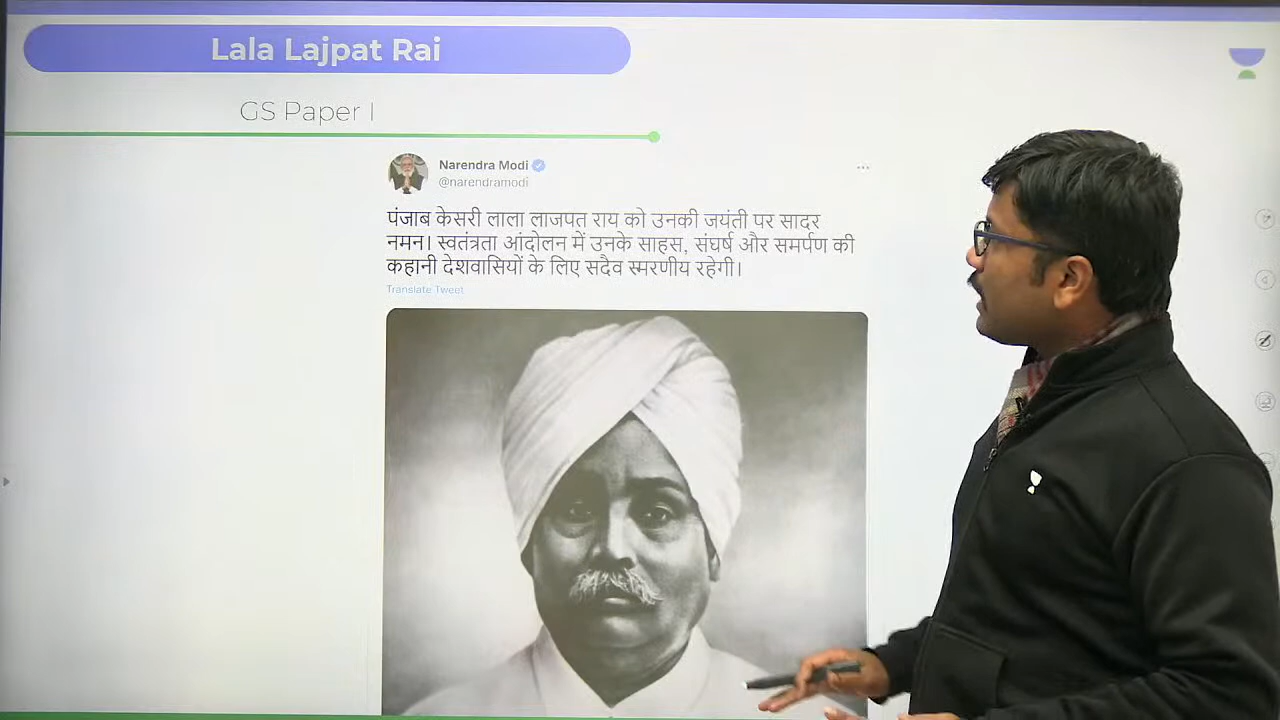 Lala Lajpat Rai
GS Paper I
Narendra Modi
@narendramodi
पंजाब केसरी लाला लाजपत राय को उनकी जयंती पर सादर
नमन। स्वतंत्रता आंदोलन में उनके साहस, संघर्ष और समर्पण की
कहानी देशवासियों के लिए सदैव स्मरणीय रहेगी।
Translate Tweet